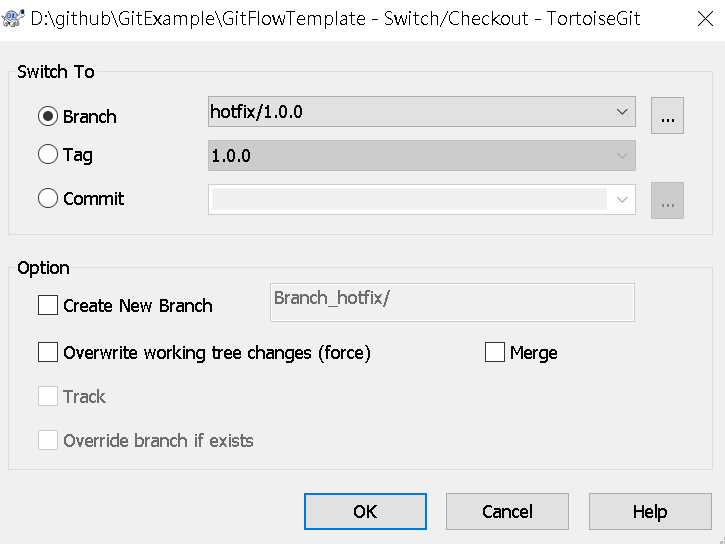 D:\github\GitExample\GitFlowTemplate - Switch/Checkout - TortoiseGit
Switch To
Branch
hotfix/1.0.0
...
Tag
1.0.0
Commit
...
Option
Create New Branch
Branch_hotfix/
Overwrite working tree changes (force)
Merge
Track
Override branch if exists
OK
Cancel
Help